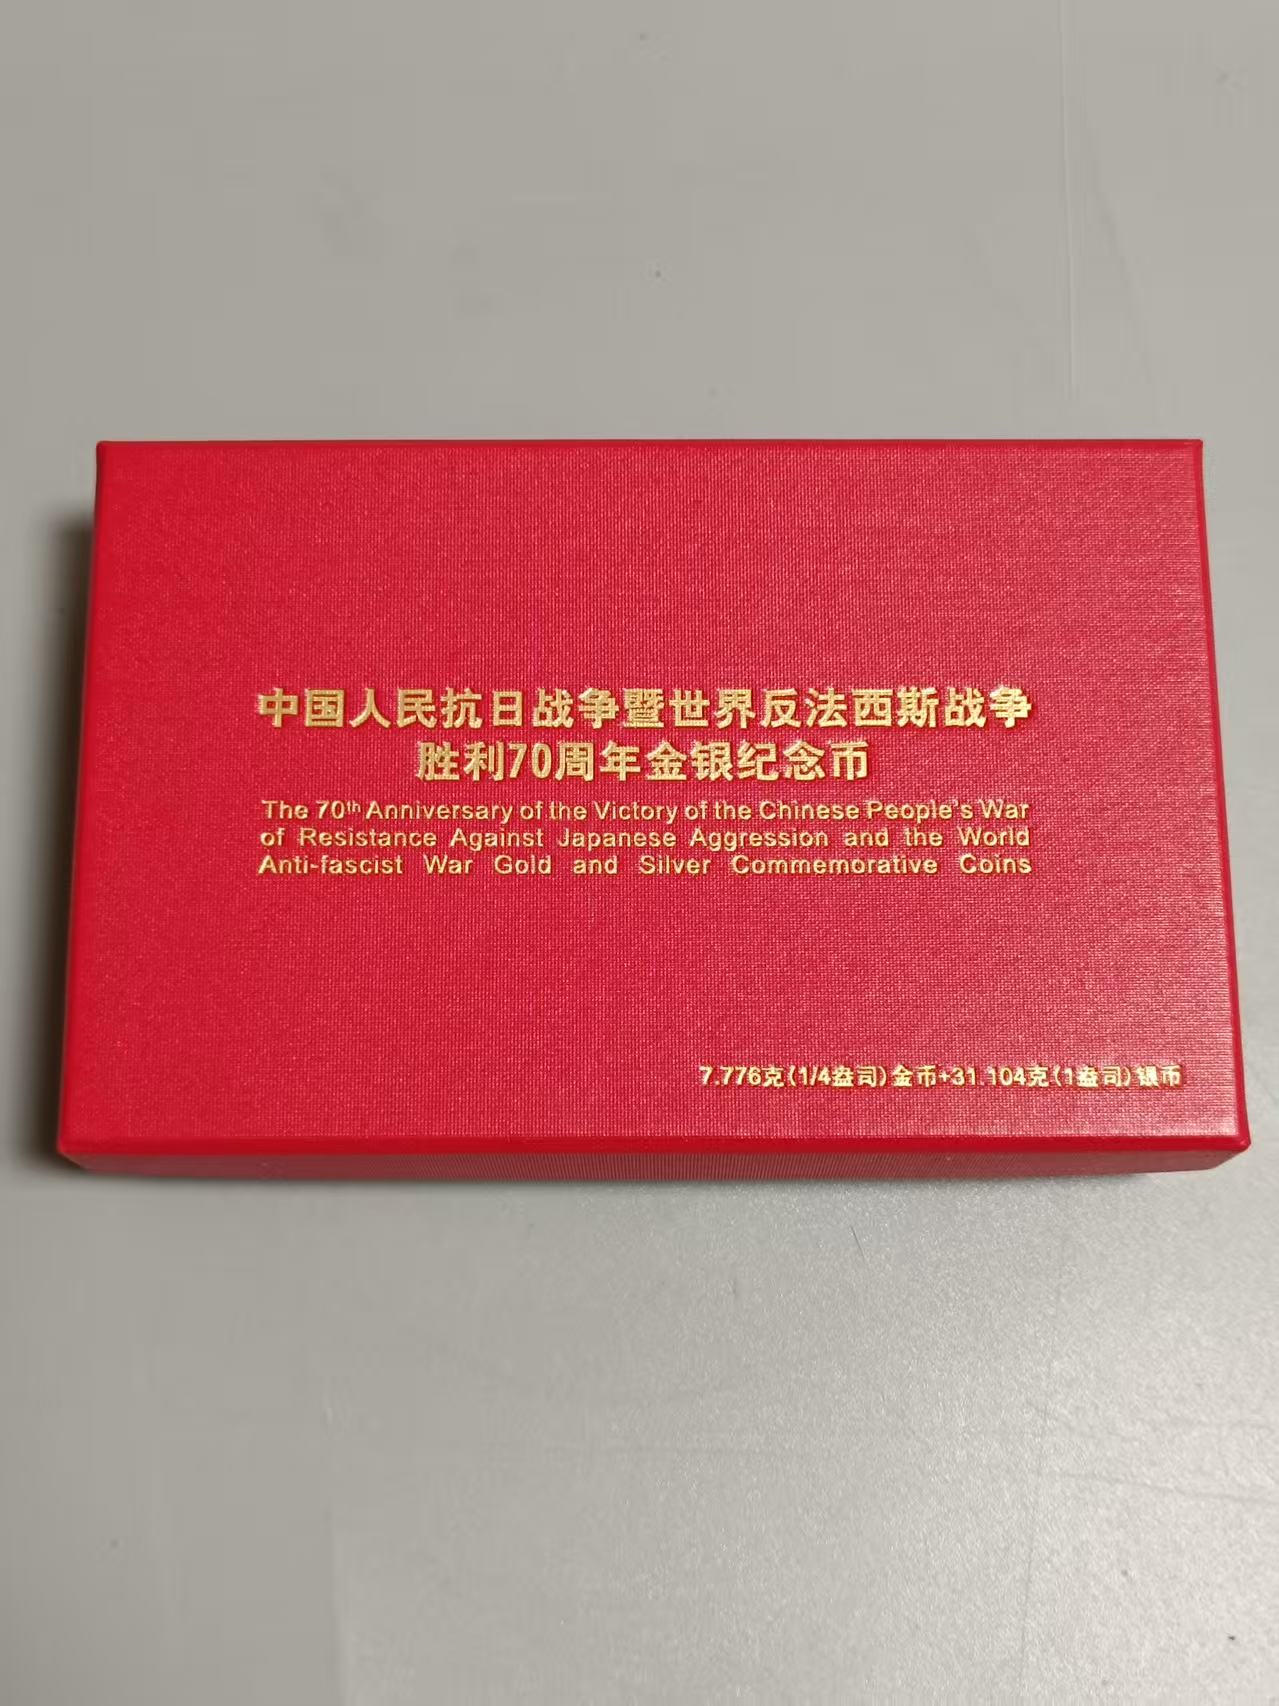 中国人民抗日战争暨世界反法西斯战争
胜利70周年金银纪念币
The 70th Anniversary of the Victory of the Chinese People's War
of Resistance Against Japanese Aggression and the World
Anti-fascist War Gold and Silver Commemorative Coins
7.776克(1/4盎司)金币+31.104克(1盎司)银币